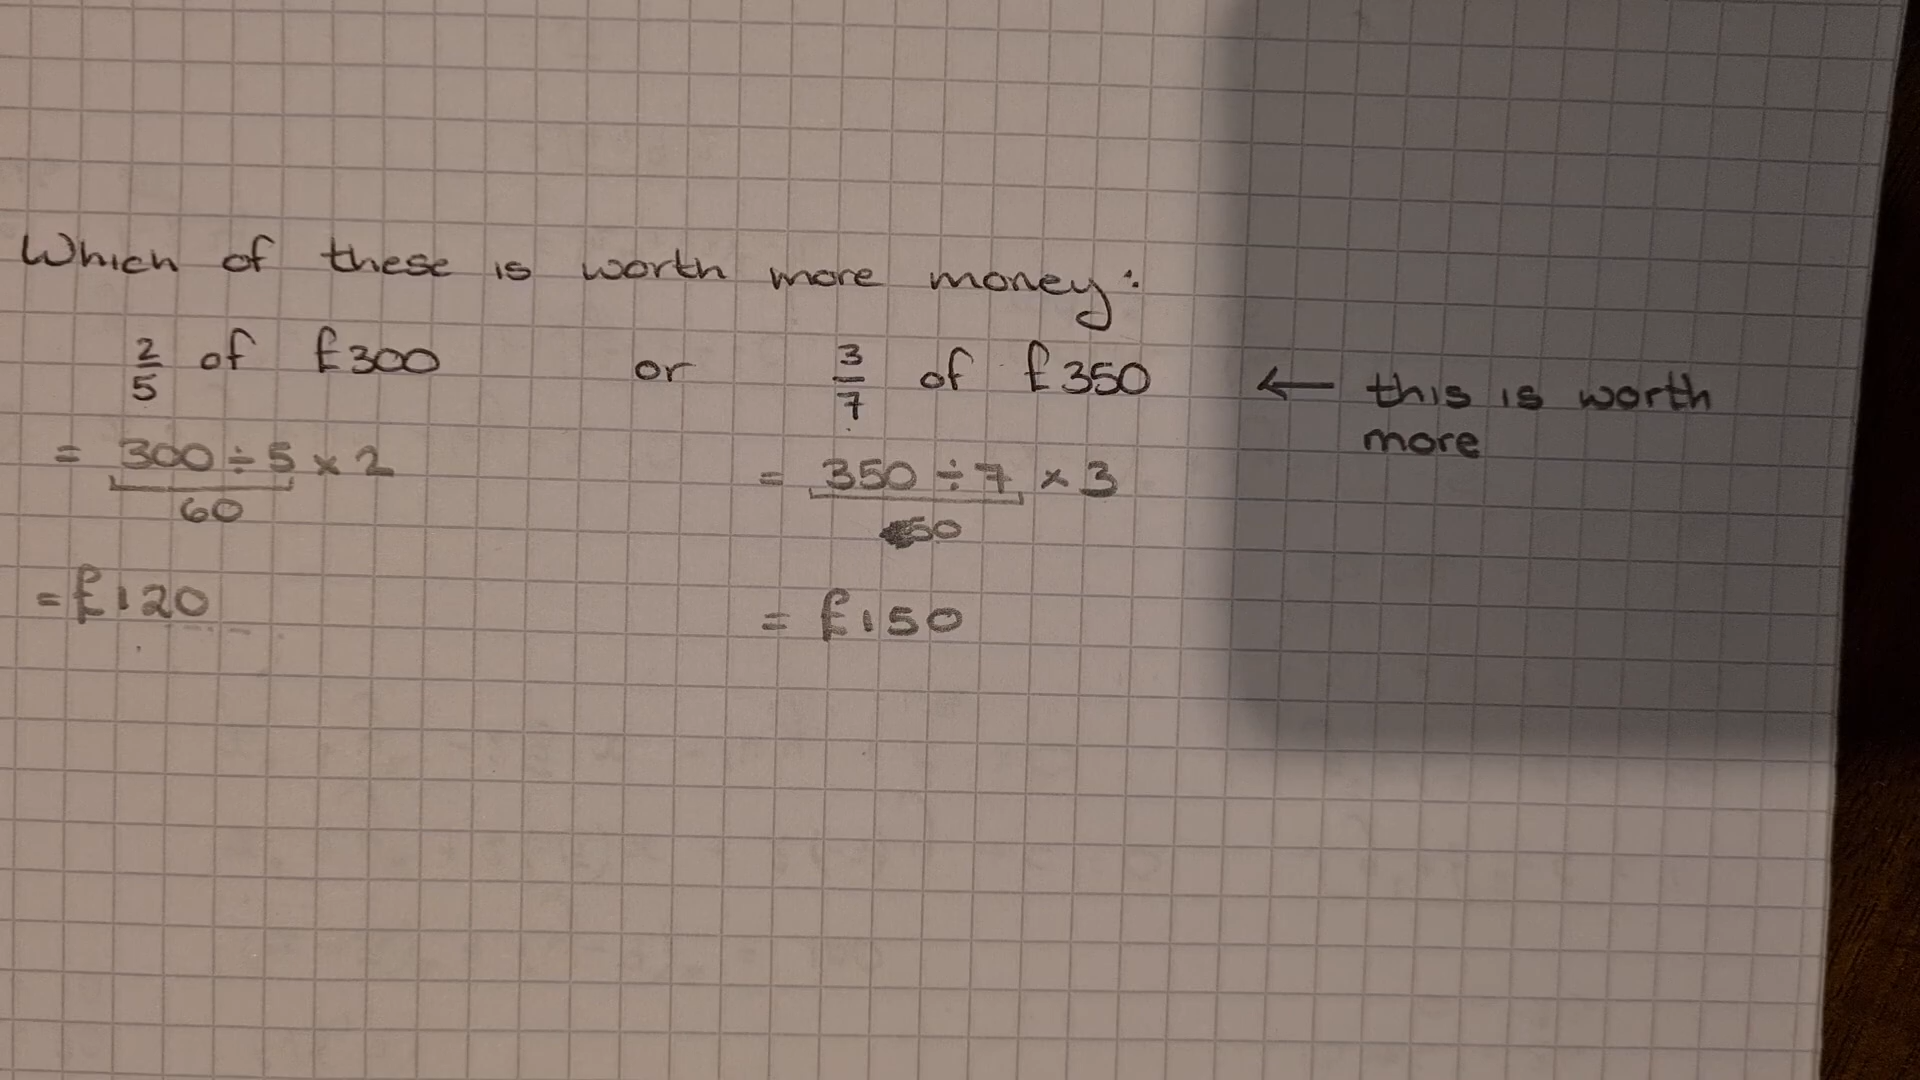 Which of these is worth more money:
2/5 of £300 or 3/7 of £350 ← this is worth
more
= 300 ÷ 5 × 2 = 350 ÷ 7 × 3
60 50
= £120 = £150